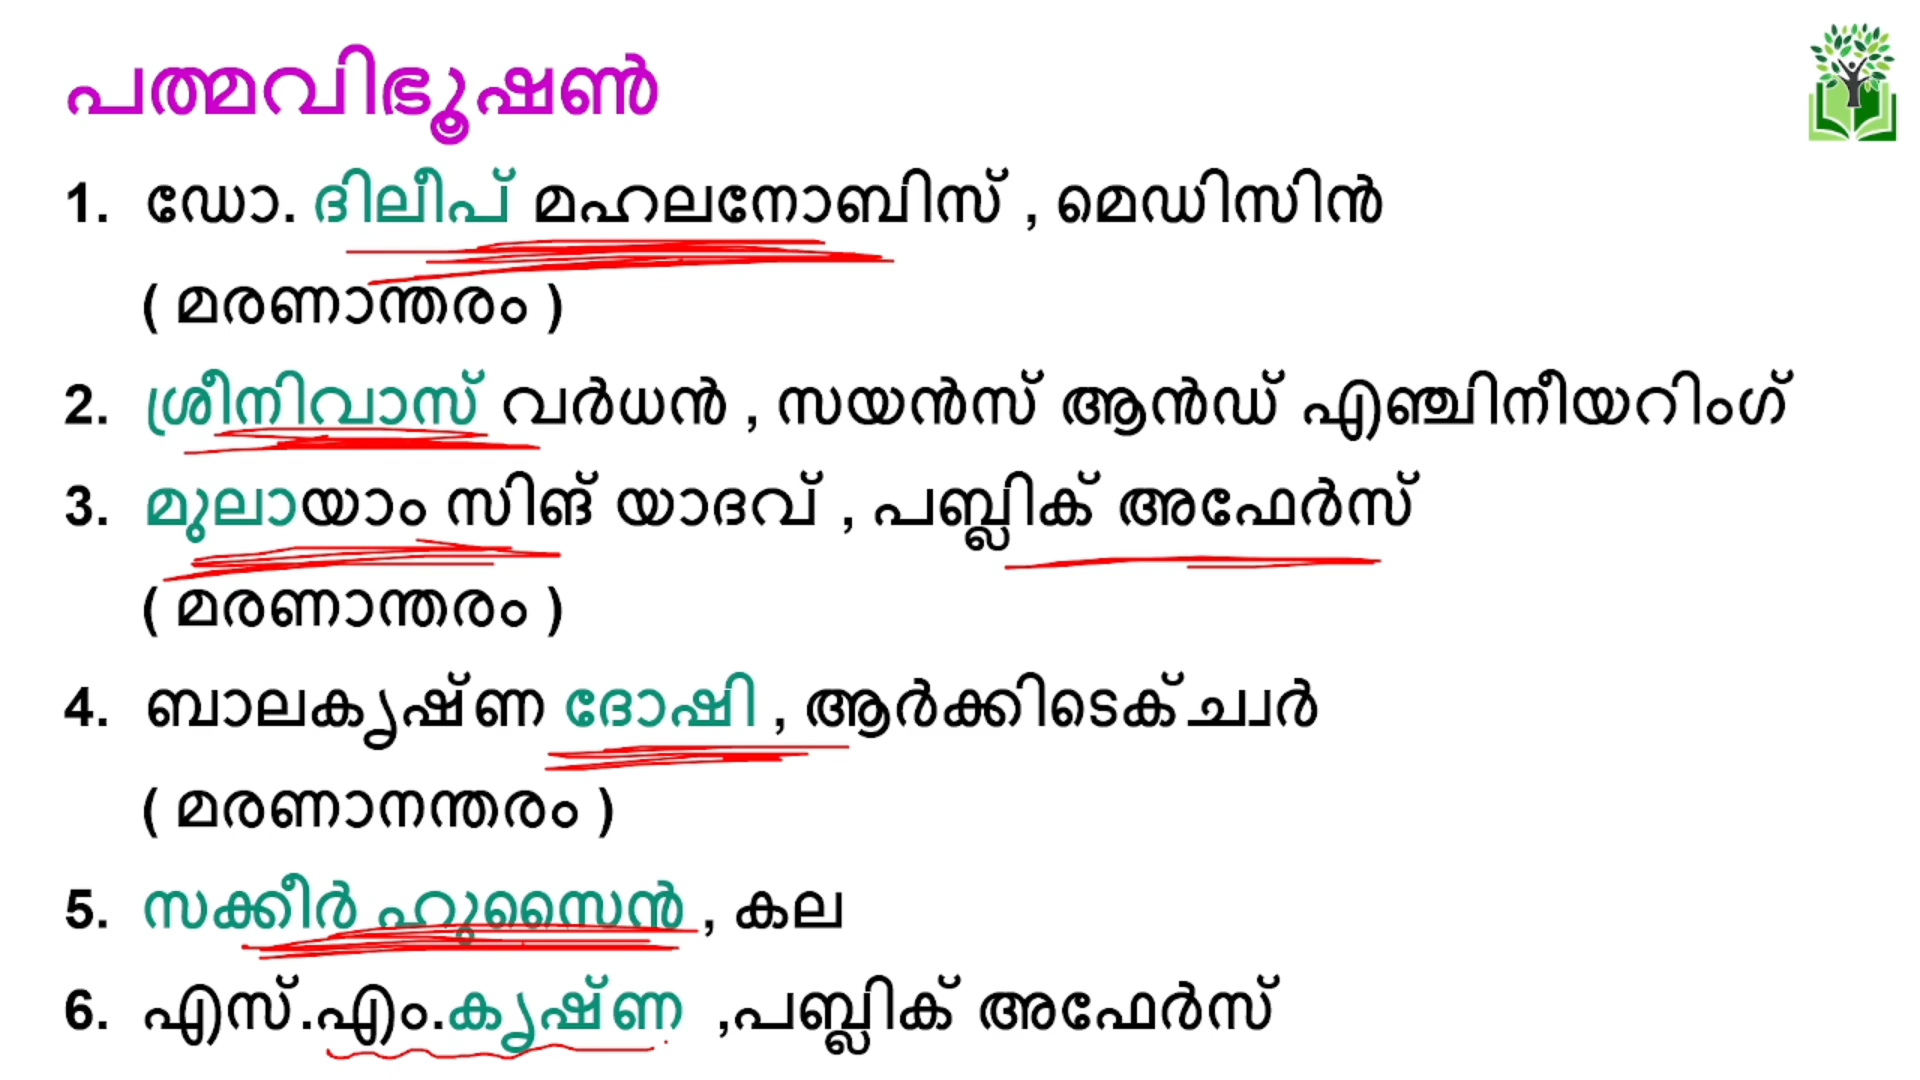 പത്മവിഭൂഷൺ
1. ഡോ. ദിലീപ് മഹലനോബിസ് , മെഡിസിൻ
( മരണാന്തരം )
2. ശ്രീനിവാസ് വർധൻ , സയൻസ് ആൻഡ് എഞ്ചിനീയറിംഗ്
3. മുലായാം സിങ് യാദവ് , പബ്ലിക് അഫേർസ്
( മരണാന്തരം )
4. ബാലകൃഷ്ണ ദോഷി , ആർക്കിടെക്ച്വർ
( മരണാനന്തരം )
5. സക്കീർ ഹുസൈൻ , കല
6. എസ്.എം.കൃഷ്ണ ,പബ്ലിക് അഫേർസ്